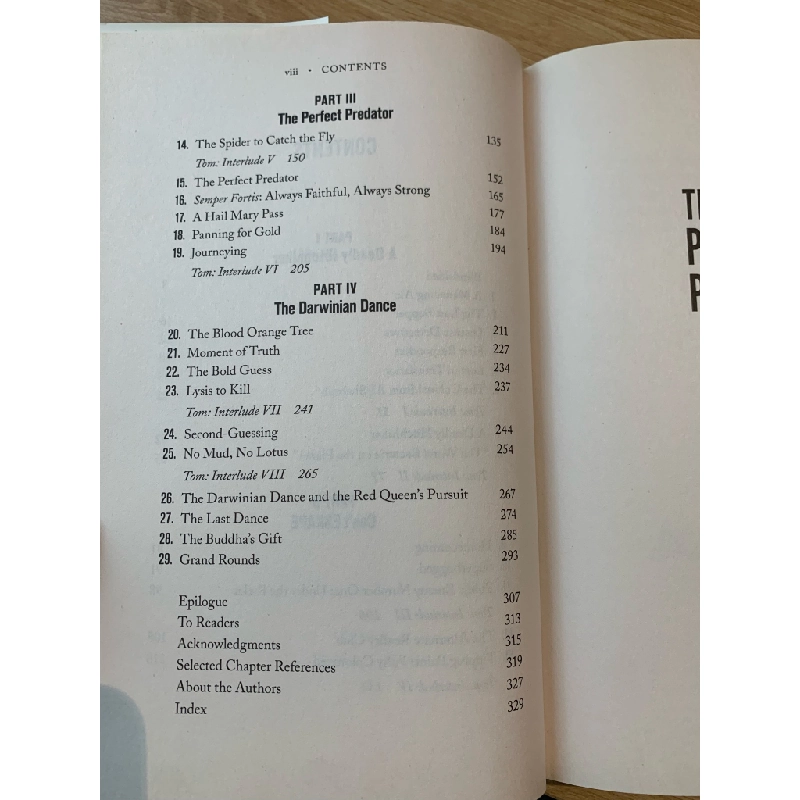 viii • CONTENTS
PART III
The Perfect Predator
14. The Spider to Catch the Fly 135
Tom: Interlude V 150
15. The Perfect Predator 152
16. Semper Fortis: Always Faithful, Always Strong 165
17. A Hail Mary Pass 177
18. Panning for Gold 184
19. Journeying 194
Tom: Interlude VI 205
PART IV
The Darwinian Dance
20. The Blood Orange Tree 211
21. Moment of Truth 227
22. The Bold Guess 234
23. Lysis to Kill 237
Tom: Interlude VII 241
24. Second-Guessing 244
25. No Mud, No Lotus 254
Tom: Interlude VIII 265
26. The Darwinian Dance and the Red Queen's Pursuit 267
27. The Last Dance 274
28. The Buddha's Gift 285
29. Grand Rounds 293
Epilogue 307
To Readers 313
Acknowledgments 315
Selected Chapter References 319
About the Authors 327
Index 329